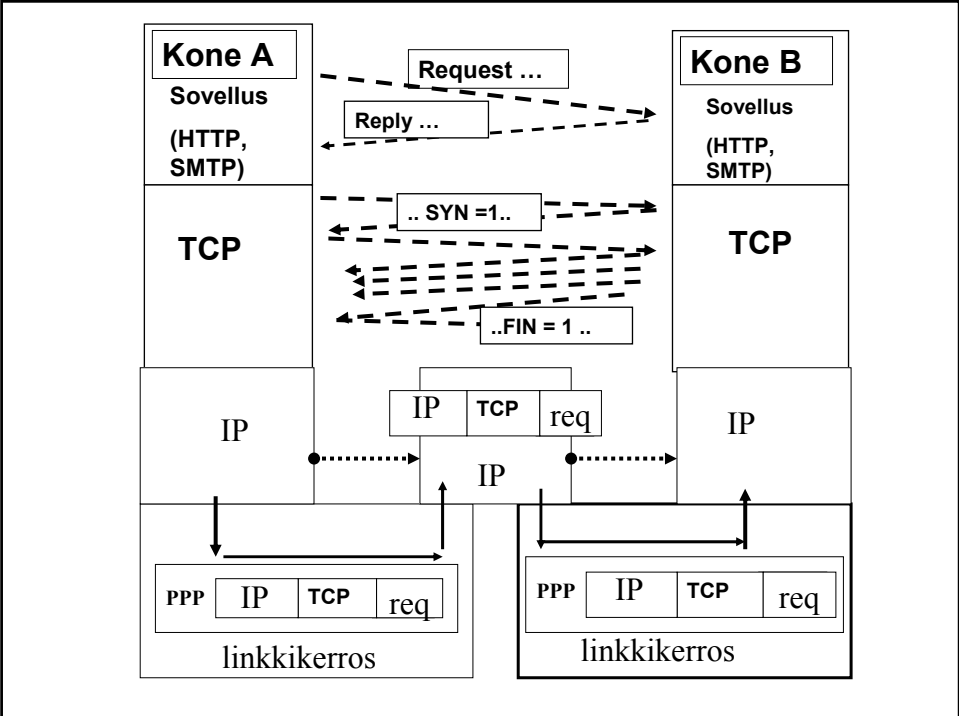 Kone A
Sovellus
(HTTP,
SMTP)
Request …
Reply …
Kone B
Sovellus
(HTTP,
SMTP)
TCP
.. SYN =1..
..FIN = 1 ..
TCP
IP
IP TCP req
IP
IP
PPP IP TCP req
linkkikerros
PPP IP TCP req
linkkikerros